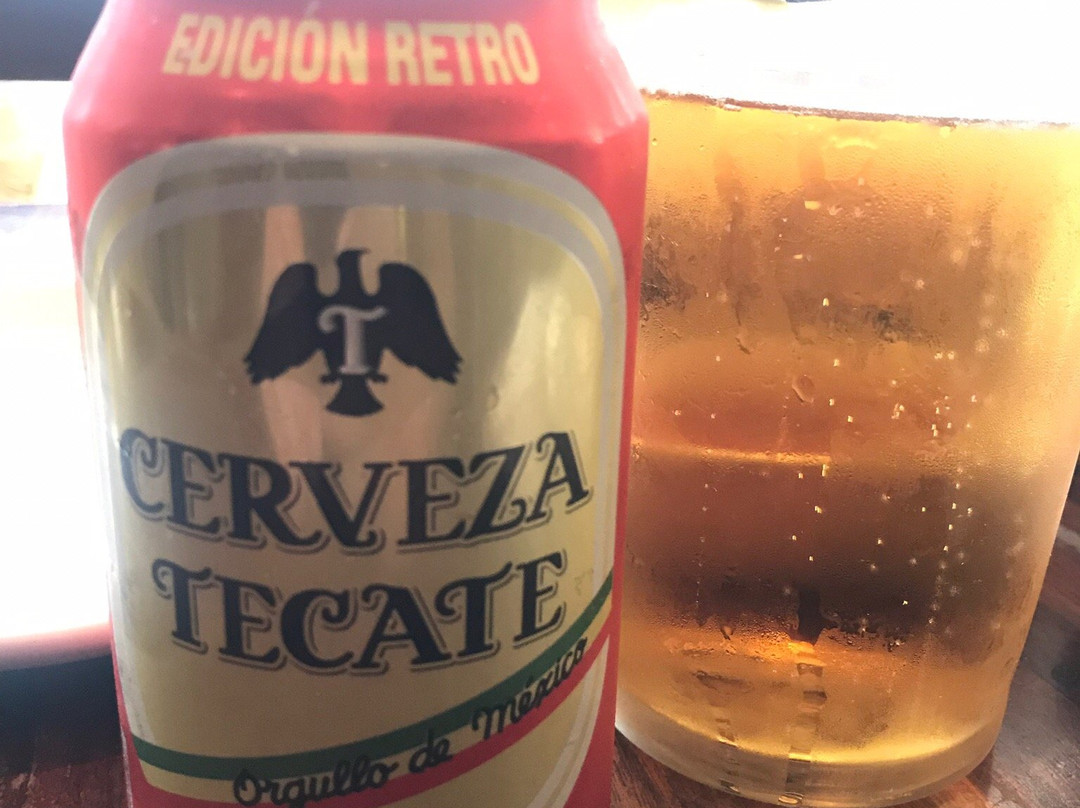 EDICIÓN RETRO
T
CERVEZA
TECATE
Orgullo de México